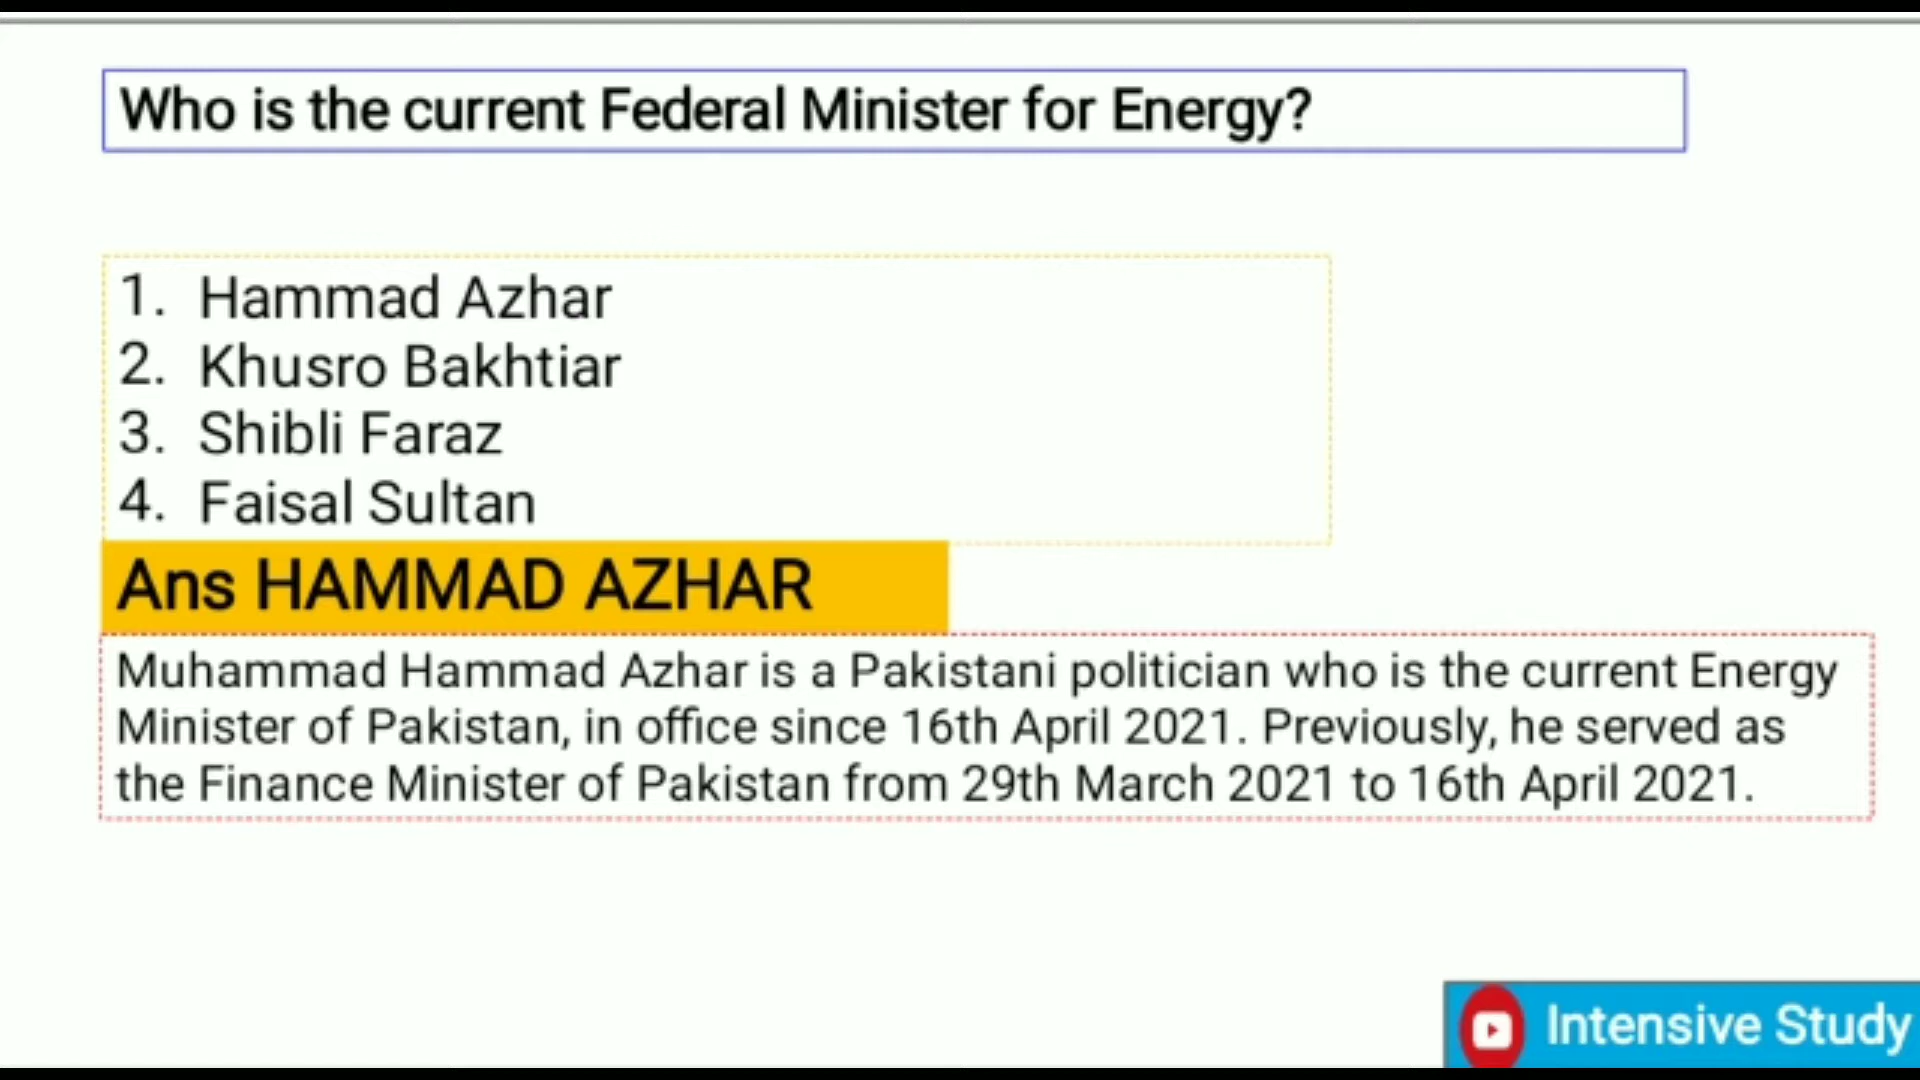 Who is the current Federal Minister for Energy?
1. Hammad Azhar
2. Khusro Bakhtiar
3. Shibli Faraz
4. Faisal Sultan
Ans HAMMAD AZHAR
Muhammad Hammad Azhar is a Pakistani politician who is the current Energy
Minister of Pakistan, in office since 16th April 2021. Previously, he served as
the Finance Minister of Pakistan from 29th March 2021 to 16th April 2021.
Intensive Study